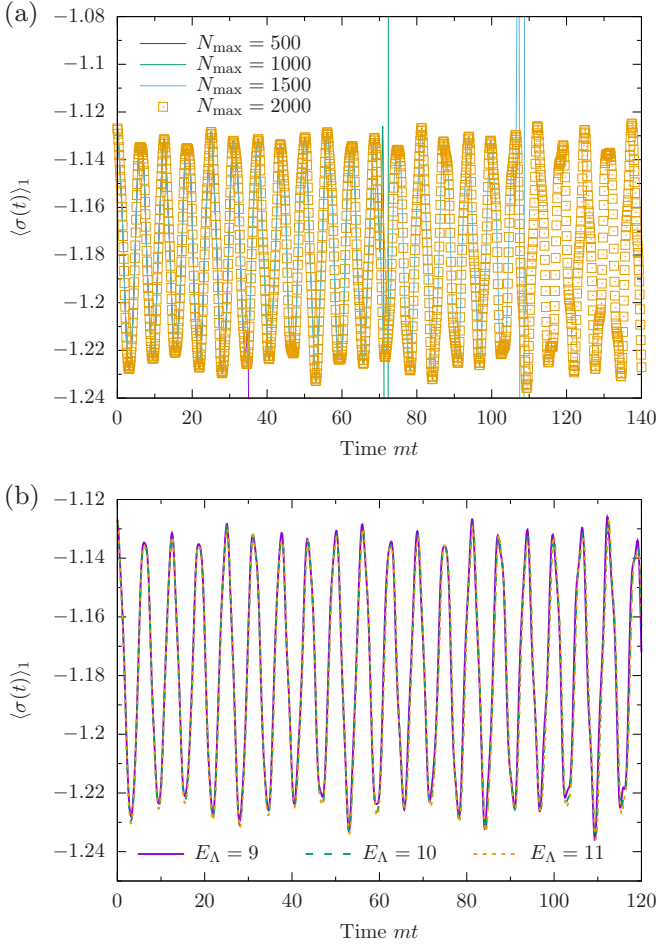 (a)
−1.08
−1.1
−1.12
−1.14
−1.16
−1.18
−1.2
−1.22
−1.24
⟨σ(t)⟩₁
N_max = 500
N_max = 1000
N_max = 1500
N_max = 2000
0 20 40 60 80 100 120 140
Time mt
(b)
−1.12
−1.14
−1.16
−1.18
−1.2
−1.22
−1.24
⟨σ(t)⟩₁
E_Λ = 9 E_Λ = 10 E_Λ = 11
0 20 40 60 80 100 120
Time mt